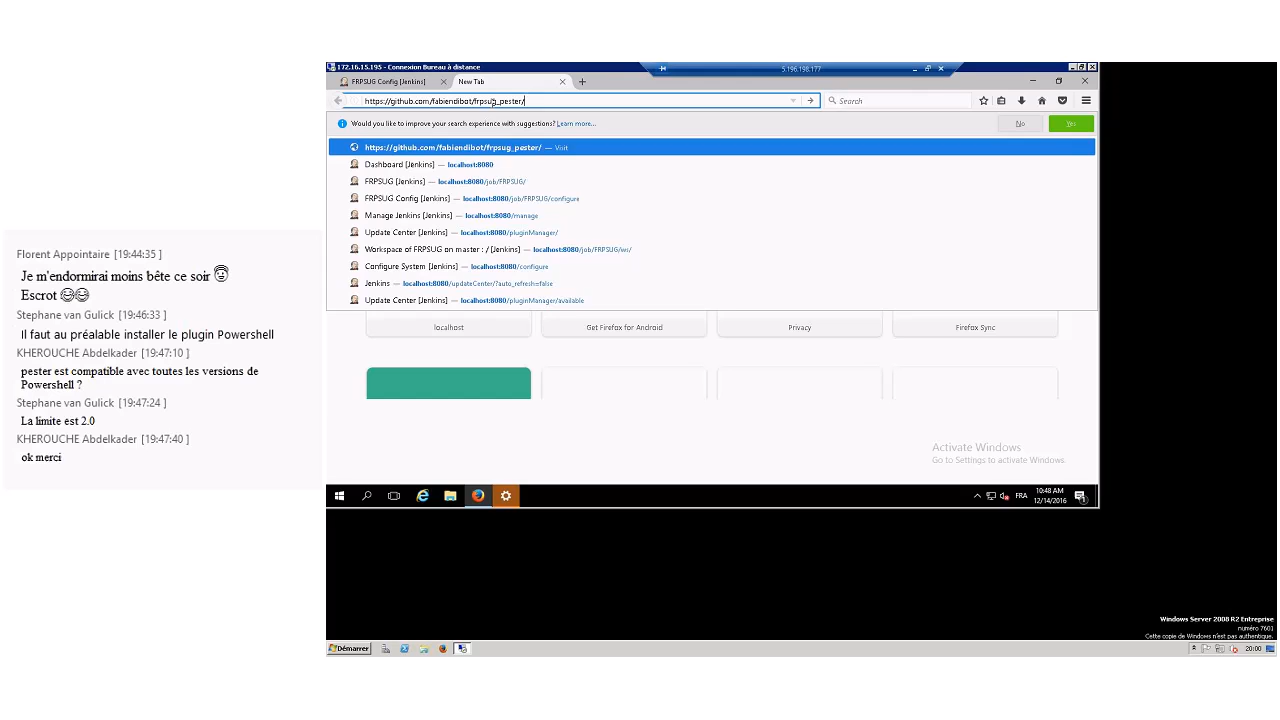 172.16.15.195 - Connexion Bureau à distance
5.196.198.177
FRPSUG Config [Jenkins]
New Tab
https://github.com/fabiendibot/frpsug_pester/
Search
Would you like to improve your search experience with suggestions? Learn more...
No
Yes
https://github.com/fabiendibot/frpsug_pester/ — Visit
Dashboard [Jenkins] — localhost:8080
FRPSUG [Jenkins] — localhost:8080/job/FRPSUG/
FRPSUG Config [Jenkins] — localhost:8080/job/FRPSUG/configure
Manage Jenkins [Jenkins] — localhost:8080/manage
Update Center [Jenkins] — localhost:8080/pluginManager/
Workspace of FRPSUG on master : / [Jenkins] — localhost:8080/job/FRPSUG/ws/
Configure System [Jenkins] — localhost:8080/configure
Jenkins — localhost:8080/updateCenter/?auto_refresh=false
Update Center [Jenkins] — localhost:8080/pluginManager/available
localhost
Get Firefox for Android
Privacy
Firefox Sync
Activate Windows
Go to Settings to activate Windows.
FRA
10:48 AM
12/14/2016
Florent Appointaire [19:44:35 ]
Je m'endormirai moins bête ce soir
Escrot
Stephane van Gulick [19:46:33 ]
Il faut au préalable installer le plugin Powershell
KHEROUCHE Abdelkader [19:47:10 ]
pester est compatible avec toutes les versions de
Powershell ?
Stephane van Gulick [19:47:24 ]
La limite est 2.0
KHEROUCHE Abdelkader [19:47:40 ]
ok merci
Windows Server 2008 R2 Entreprise
numéro 7601
Cette copie de Windows n'est pas authentique.
Démarrer
20:00